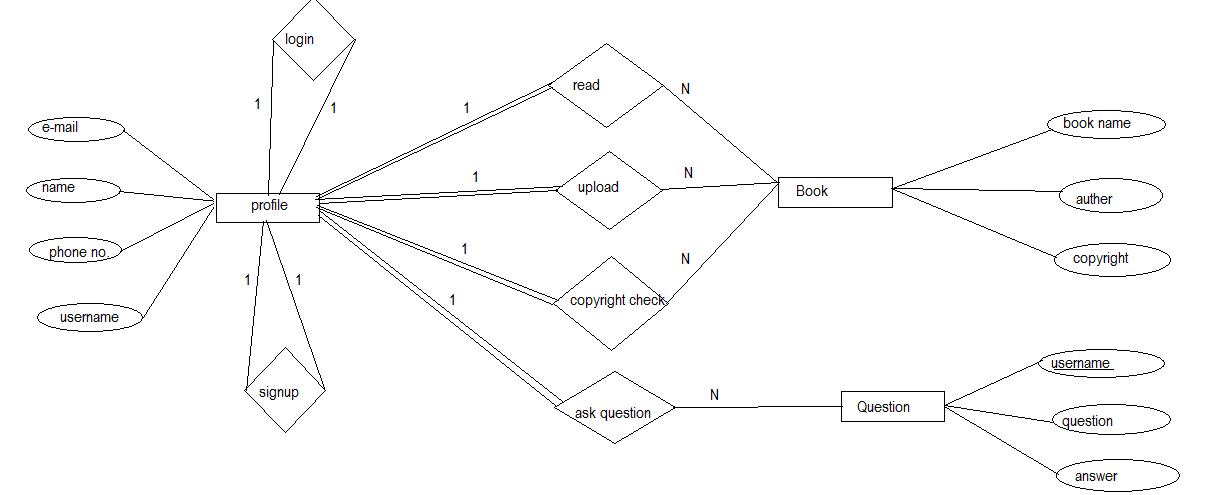 login
1
1
e-mail
name
phone no.
username
profile
1
1
signup
1
read
N
1
upload
N
1
copyright check
N
1
ask question
N
Book
book name
auther
copyright
Question
username
question
answer